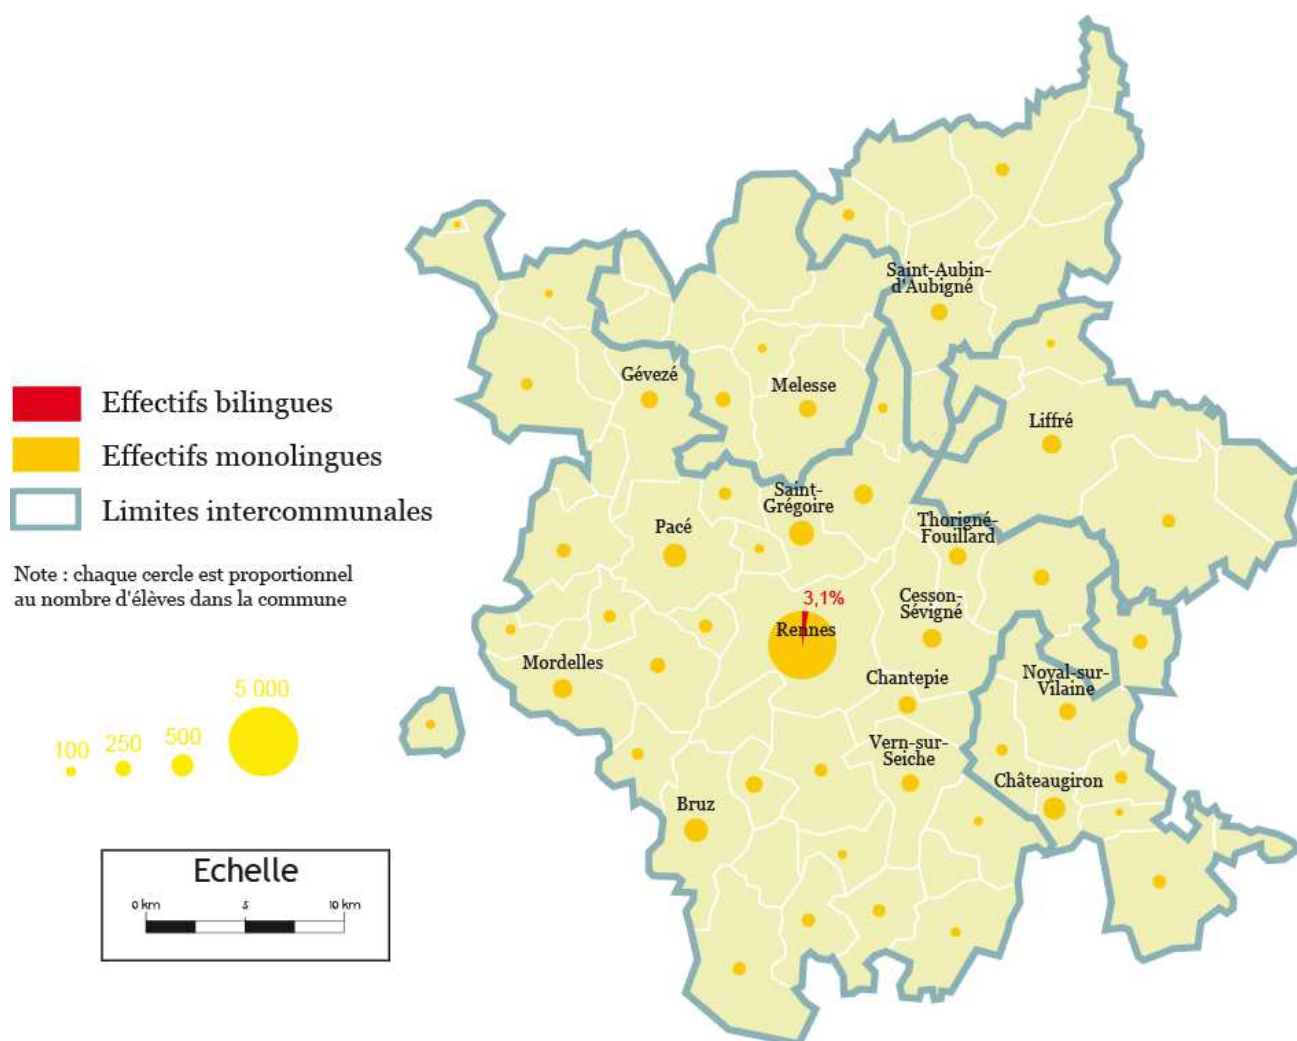 Saint-Aubin-
d'Aubigné
Gévezé
Melesse
Liffré
Saint-
Grégoire
Pacé
Thorigné-
Fouillard
3,1%
Rennes
Cesson-
Sévigné
Mordelles
Chantepie
Noyal-sur-
Vilaine
Vern-sur-
Seiche
Châteaugiron
Bruz
Effectifs bilingues
Effectifs monolingues
Limites intercommunales
Note : chaque cercle est proportionnel
au nombre d'élèves dans la commune
100 250 500 5 000
Echelle
0 km 5 10 km